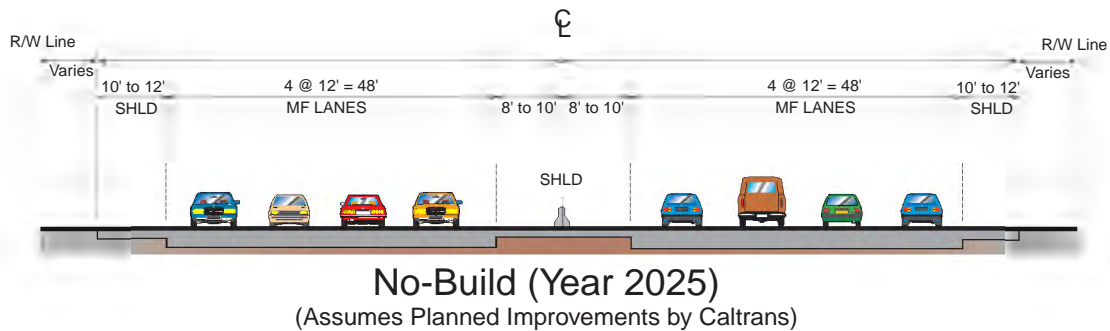 ℄
R/W Line
R/W Line
Varies
Varies
10' to 12'
4 @ 12' = 48'
4 @ 12' = 48'
10' to 12'
SHLD
MF LANES
8' to 10'
8' to 10'
MF LANES
SHLD
SHLD
No-Build (Year 2025)
(Assumes Planned Improvements by Caltrans)